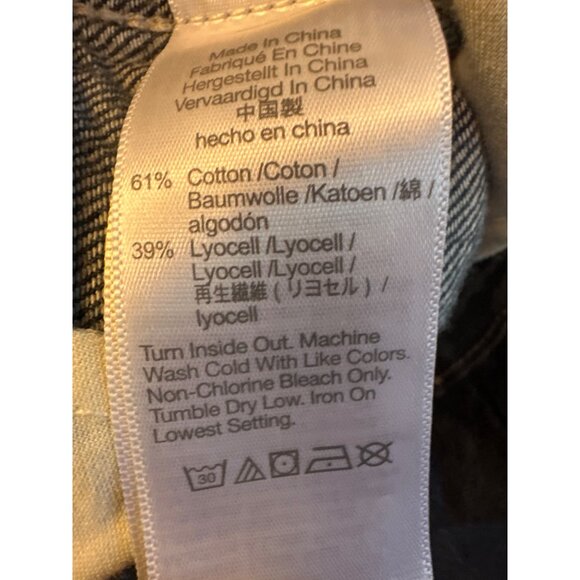 Made In China
Fabriqué En Chine
Hergestellt In China
Vervaardigd In China
中国製
hecho en china
61% Cotton /Coton /
Baumwolle /Katoen /綿 /
algodón
39% Lyocell /Lyocell /
Lyocell /Lyocell /
再生繊維 ( リヨセル ) /
lyocell
Turn Inside Out. Machine
Wash Cold With Like Colors.
Non-Chlorine Bleach Only.
Tumble Dry Low. Iron On
Lowest Setting.
30